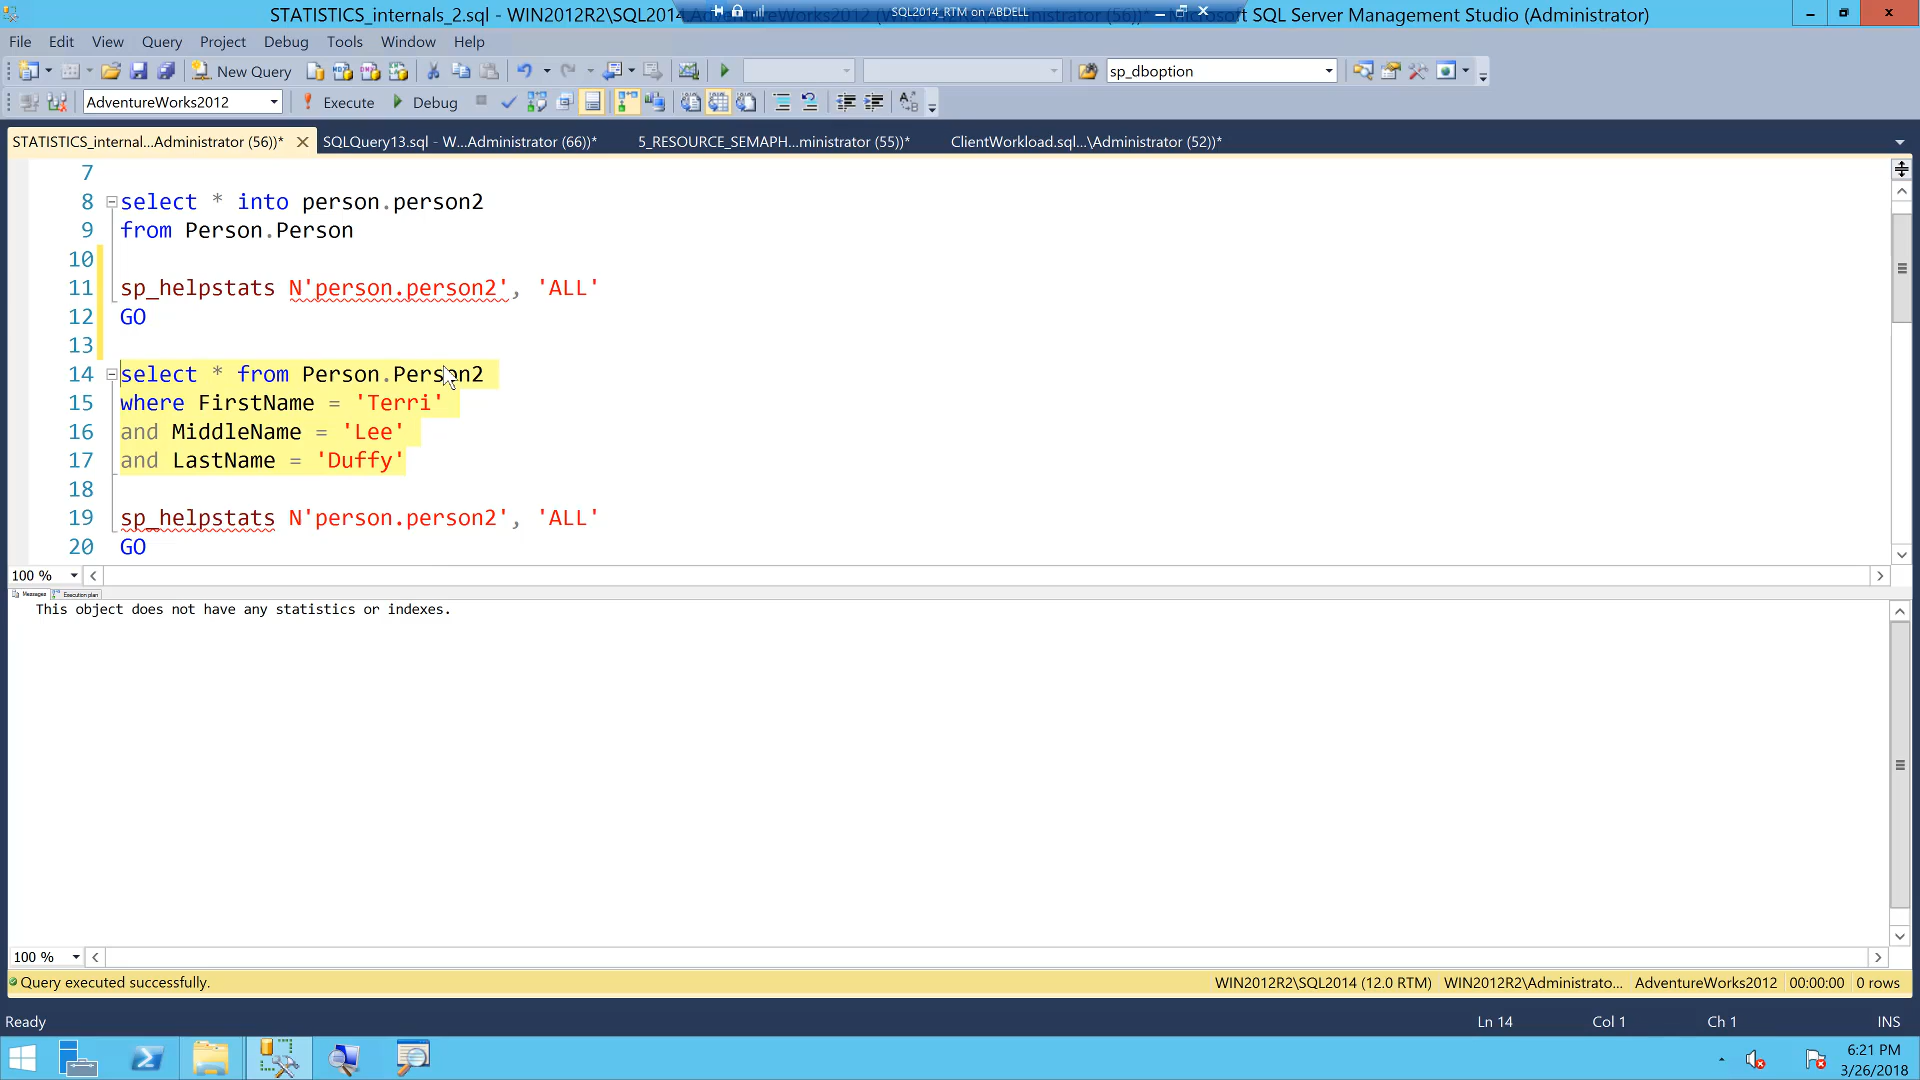 STATISTICS_internals_2.sql - WIN2012R2\SQL2014.AdventureWorks2012 SQL2014_RTM on ABDELL Microsoft SQL Server Management Studio (Administrator)
File Edit View Query Project Debug Tools Window Help
New Query sp_dboption
AdventureWorks2012 Execute Debug
STATISTICS_internal...Administrator (56))* SQLQuery13.sql - W...Administrator (66))* 5_RESOURCE_SEMAPH...ministrator (55))* ClientWorkload.sql...\Administrator (52))*
7
8 select * into person.person2
9 from Person.Person
10
11 sp_helpstats N'person.person2', 'ALL'
12 GO
13
14 select * from Person.Person2
15 where FirstName = 'Terri'
16 and MiddleName = 'Lee'
17 and LastName = 'Duffy'
18
19 sp_helpstats N'person.person2', 'ALL'
20 GO
100 %
Messages Execution plan
This object does not have any statistics or indexes.
100 %
Query executed successfully. WIN2012R2\SQL2014 (12.0 RTM) WIN2012R2\Administrato... AdventureWorks2012 00:00:00 0 rows
Ready Ln 14 Col 1 Ch 1 INS
6:21 PM
3/26/2018